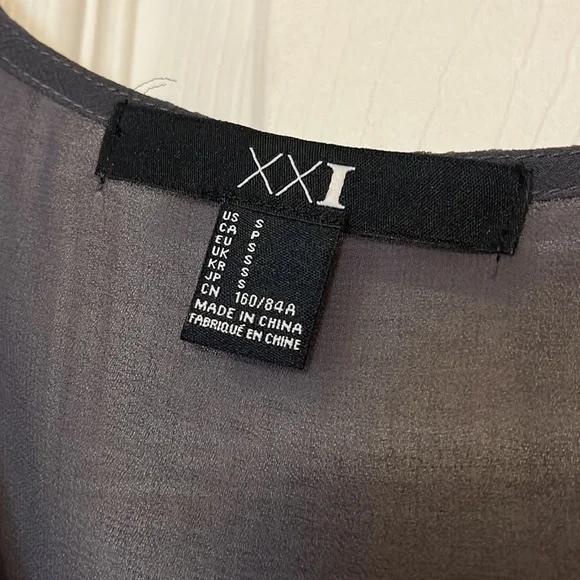 XXI
US S
CA P
EU S
UK S
KR S
JP S
CN 160/84A
MADE IN CHINA
FABRIQUÉ EN CHINE